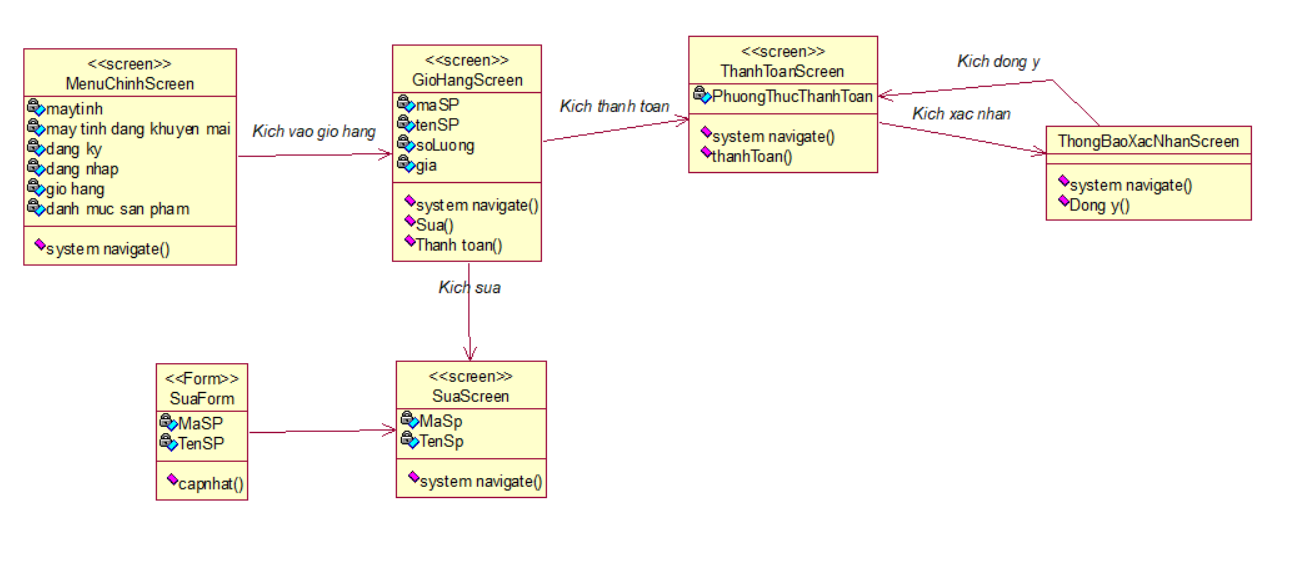 <<screen>>
MenuChinhScreen
maytinh
may tinh dang khuyen mai
dang ky
dang nhap
gio hang
danh muc san pham
system navigate()
Kich vao gio hang
<<screen>>
GioHangScreen
maSP
tenSP
soLuong
gia
system navigate()
Sua()
Thanh toan()
Kich thanh toan
<<screen>>
ThanhToanScreen
PhuongThucThanhToan
system navigate()
thanhToan()
Kich dong y
Kich xac nhan
ThongBaoXacNhanScreen
system navigate()
Dong y()
Kich sua
<<Form>>
SuaForm
MaSP
TenSP
capnhat()
<<screen>>
SuaScreen
MaSp
TenSp
system navigate()